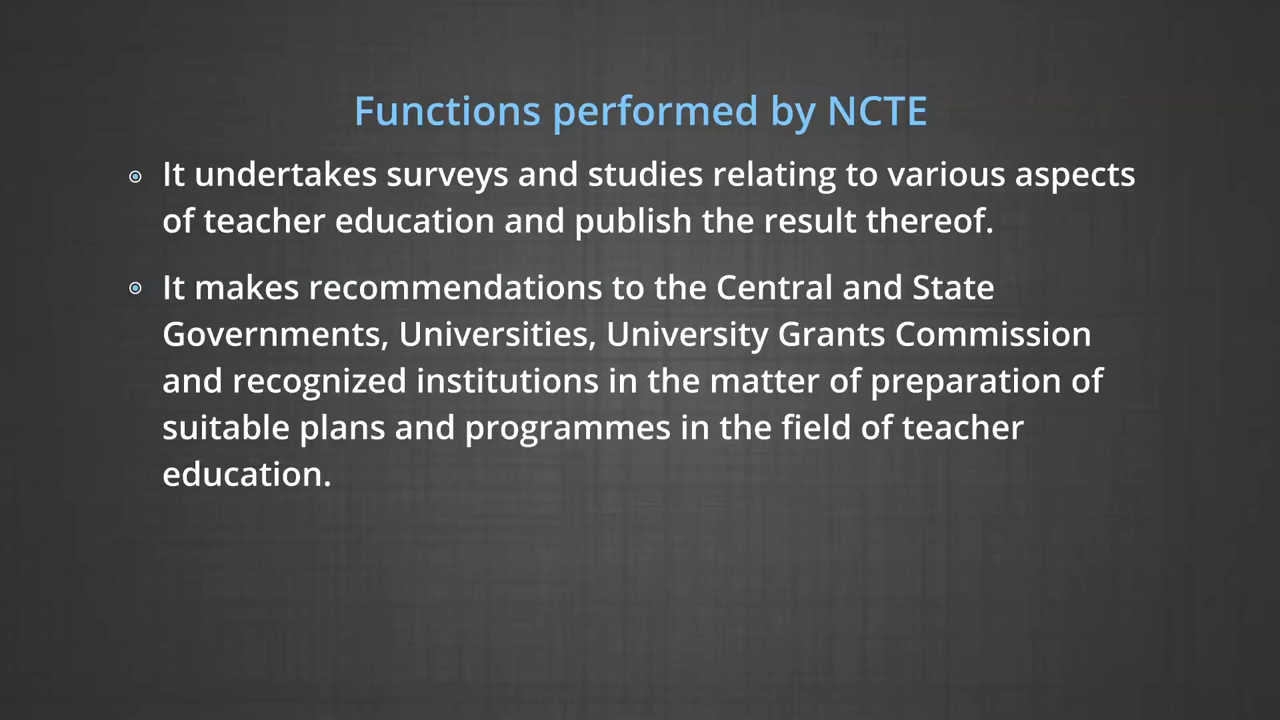 Functions performed by NCTE
It undertakes surveys and studies relating to various aspects
of teacher education and publish the result thereof.
It makes recommendations to the Central and State
Governments, Universities, University Grants Commission
and recognized institutions in the matter of preparation of
suitable plans and programmes in the field of teacher
education.